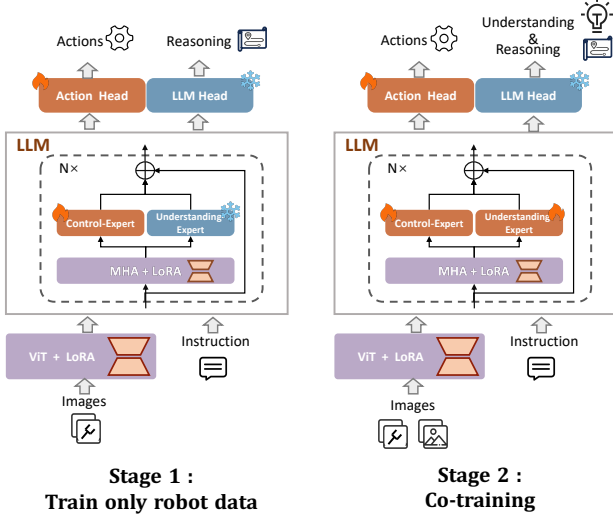 Actions
Reasoning
Action Head
LLM Head
LLM
N×
Control-Expert
Understanding
Expert
MHA + LoRA
ViT + LoRA
Instruction
Images
Stage 1 :
Train only robot data
Actions
Understanding
&
Reasoning
Action Head
LLM Head
LLM
N×
Control-Expert
Understanding
Expert
MHA + LoRA
ViT + LoRA
Instruction
Images
Stage 2 :
Co-training